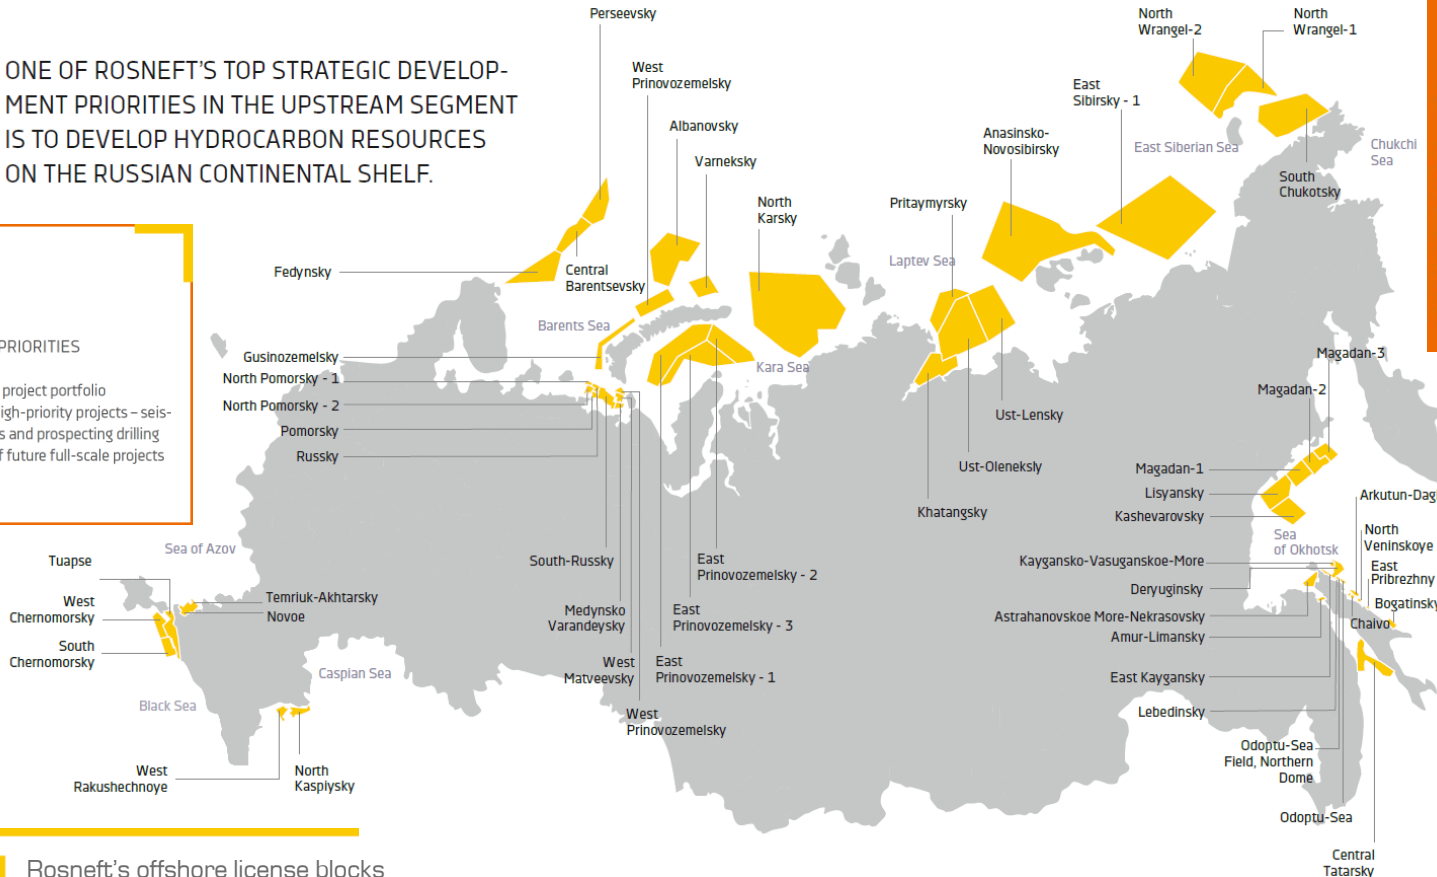 ONE OF ROSNEFT'S TOP STRATEGIC DEVELOP-
MENT PRIORITIES IN THE UPSTREAM SEGMENT
IS TO DEVELOP HYDROCARBON RESOURCES
ON THE RUSSIAN CONTINENTAL SHELF.
PRIORITIES
project portfolio
igh-priority projects – seis-
s and prospecting drilling
f future full-scale projects
Perseevsky
West
Prinovozemelsky
Albanovsky
Varneksky
North
Karsky
Fedynsky
Central
Barentsevsky
Barents Sea
Gusinozemelsky
North Pomorsky - 1
North Pomorsky - 2
Pomorsky
Russky
Kara Sea
North
Wrangel-2
North
Wrangel-1
East
Sibirsky - 1
Anasinsko-
Novosibirsky
East Siberian Sea
Chukchi
Sea
South
Chukotsky
Pritaymyrsky
Laptev Sea
Ust-Lensky
Ust-Oleneksly
Khatangsky
Magadan-3
Magadan-2
Magadan-1
Lisyansky
Kashevarovsky
Sea
of Okhotsk
Arkutun-Dagi
North
Veninskoye
East
Pribrezhny
Bogatinsky
Chaivo
Kaygansko-Vasuganskoe-More
Deryuginsky
Astrahanovskoe More-Nekrasovsky
Amur-Limansky
East Kaygansky
Lebedinsky
Odoptu-Sea
Field, Northern
Dome
Odoptu-Sea
Central
Tatarsky
South-Russky
Medynsko
Varandeysky
West
Matveevsky
West
Prinovozemelsky
East
Prinovozemelsky - 2
East
Prinovozemelsky - 3
East
Prinovozemelsky - 1
Sea of Azov
Tuapse
West
Chernomorsky
South
Chernomorsky
Temriuk-Akhtarsky
Novoe
Caspian Sea
Black Sea
West
Rakushechnoye
North
Kaspiysky
Rosneft's offshore license blocks